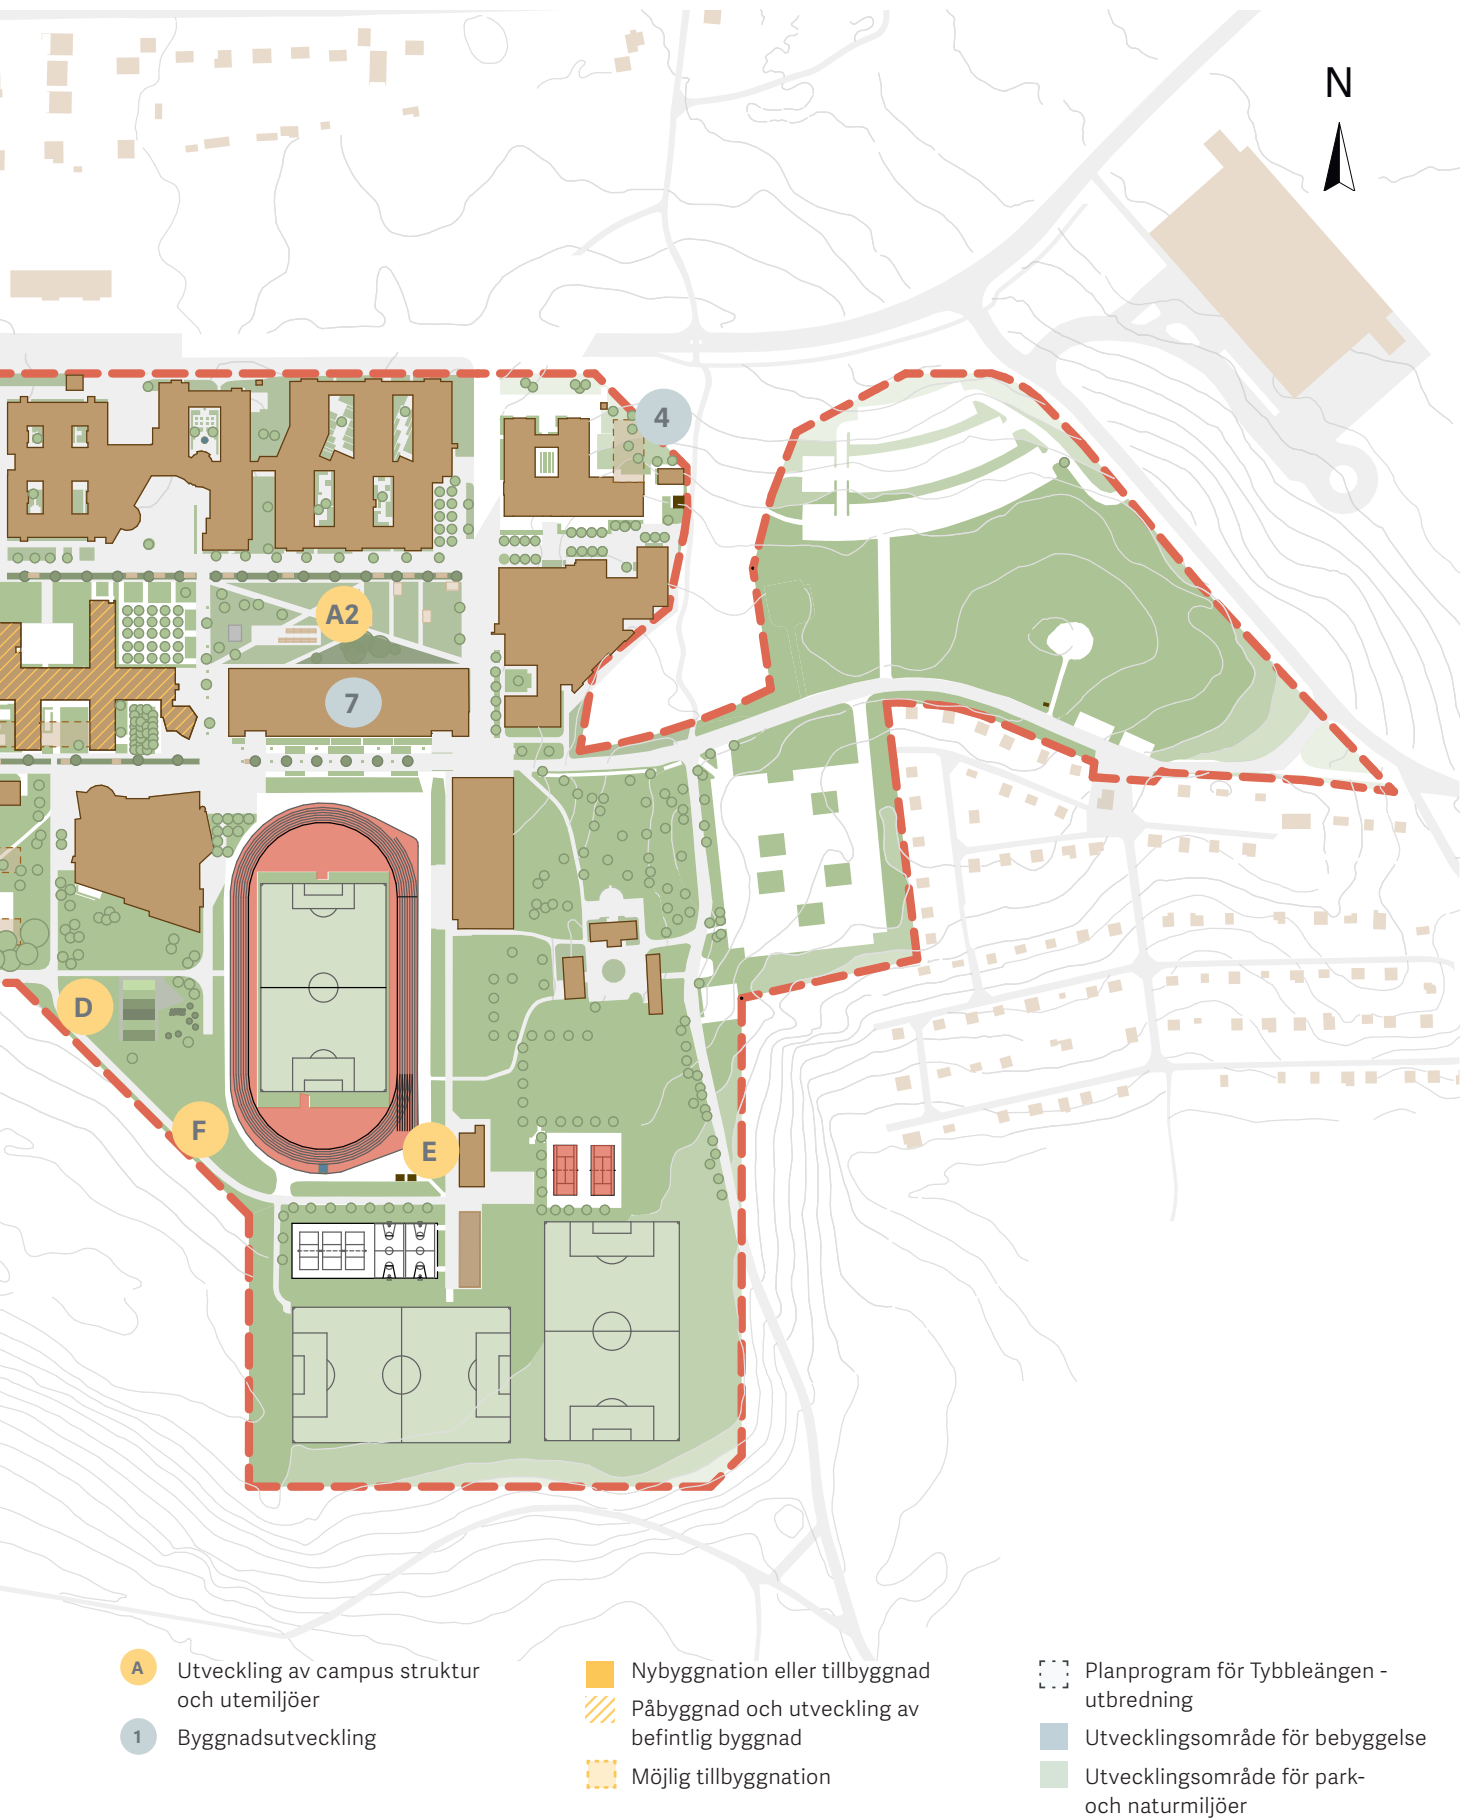 N
4
A2
7
D
F
E
A
Utveckling av campus struktur
och utemiljöer
1
Byggnadsutveckling
Nybyggnation eller tillbyggnad
Påbyggnad och utveckling av
befintlig byggnad
Möjlig tillbyggnation
Planprogram för Tybbleängen -
utbredning
Utvecklingsområde för bebyggelse
Utvecklingsområde för park-
och naturmiljöer